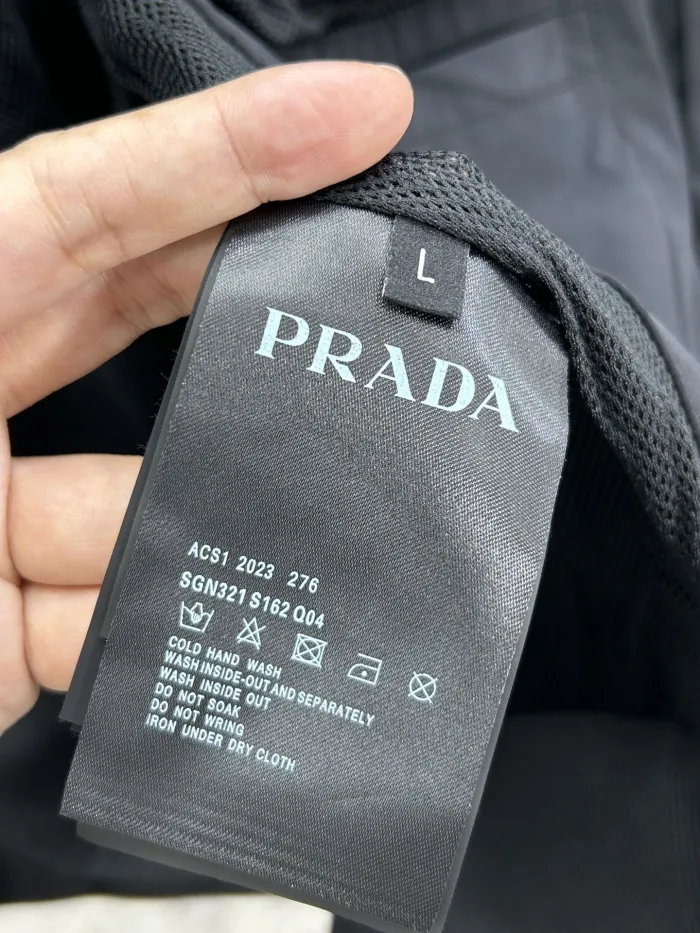 L
PRADA
ACS1 2023 276
SGN321 S162 Q04
COLD HAND WASH
WASH INSIDE-OUT AND SEPARATELY
WASH INSIDE OUT
DO NOT SOAK
DO NOT WRING
IRON UNDER DRY CLOTH